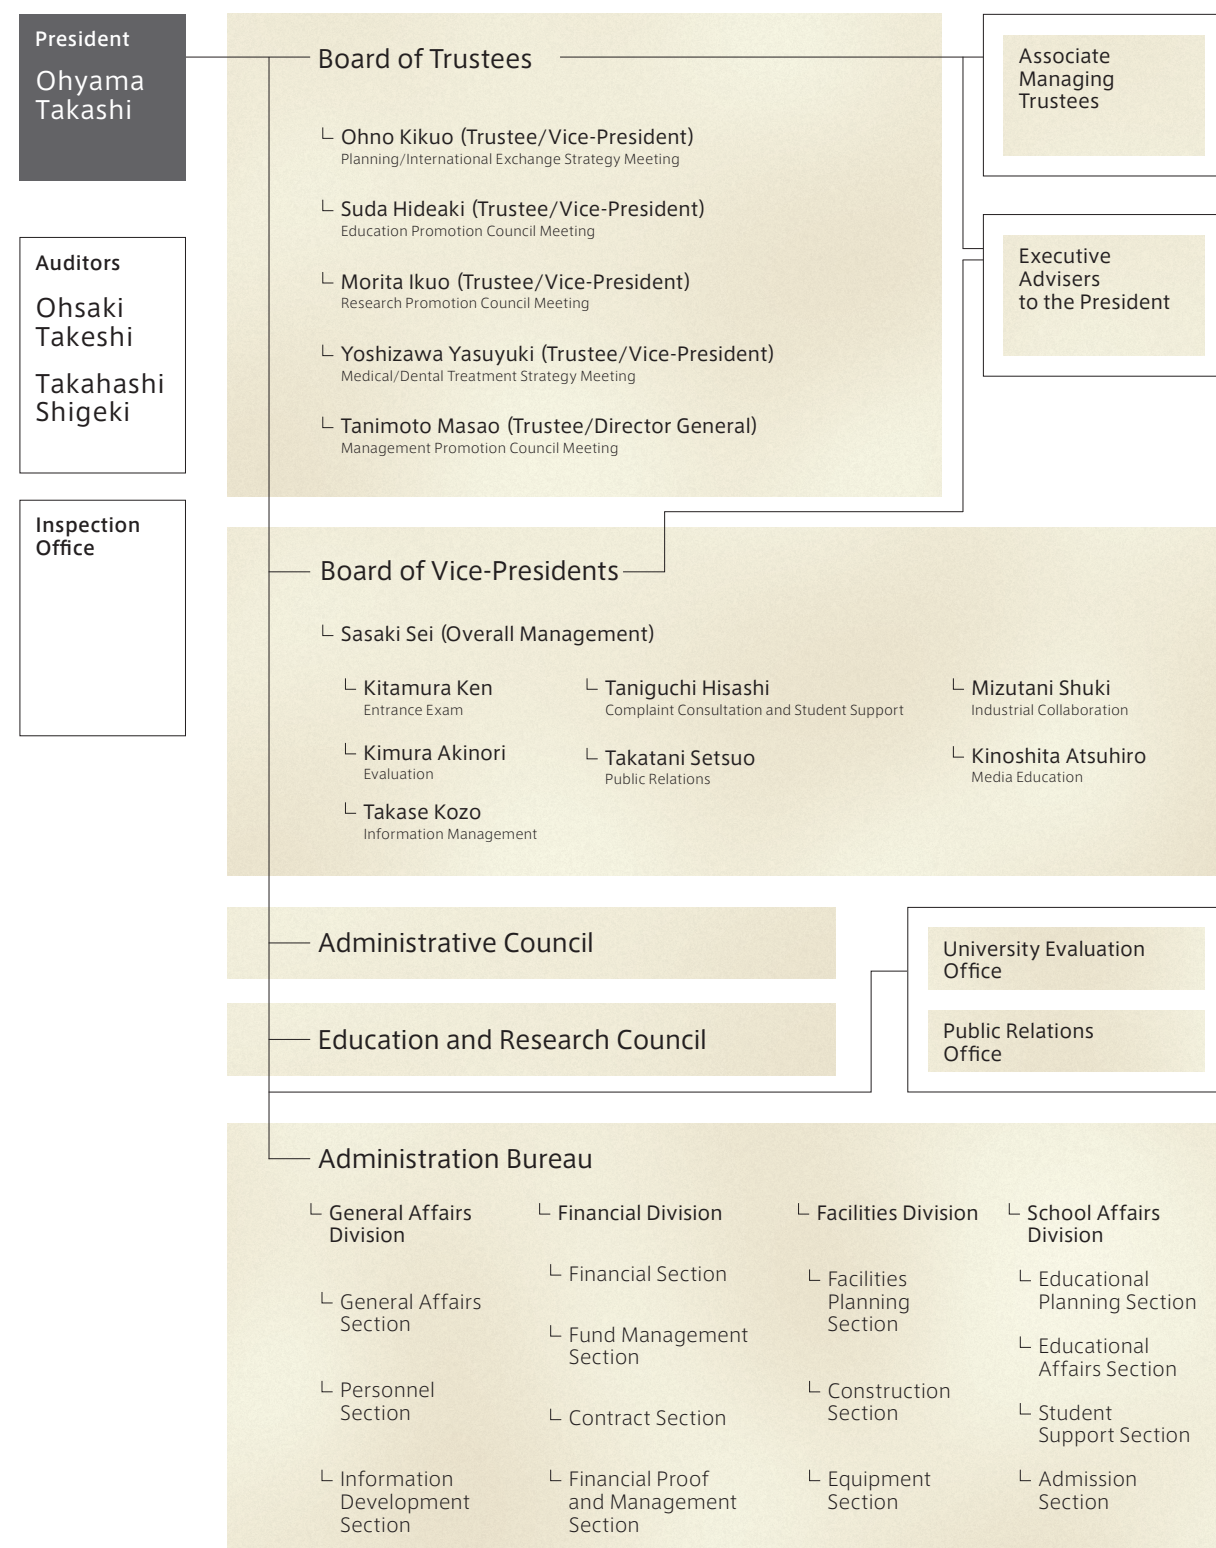 President
Ohyama
Takashi
Auditors
Ohsaki
Takeshi
Takahashi
Shigeki
Inspection
Office
Board of Trustees
Ohno Kikuo (Trustee/Vice-President)
Planning/International Exchange Strategy Meeting
Suda Hideaki (Trustee/Vice-President)
Education Promotion Council Meeting
Morita Ikuo (Trustee/Vice-President)
Research Promotion Council Meeting
Yoshizawa Yasuyuki (Trustee/Vice-President)
Medical/Dental Treatment Strategy Meeting
Tanimoto Masao (Trustee/Director General)
Management Promotion Council Meeting
Associate
Managing
Trustees
Executive
Advisers
to the President
Board of Vice-Presidents
Sasaki Sei (Overall Management)
Kitamura Ken
Entrance Exam
Kimura Akinori
Evaluation
Takase Kozo
Information Management
Taniguchi Hisashi
Complaint Consultation and Student Support
Takatani Setsuo
Public Relations
Mizutani Shuki
Industrial Collaboration
Kinoshita Atsuhiro
Media Education
Administrative Council
Education and Research Council
University Evaluation
Office
Public Relations
Office
Administration Bureau
General Affairs
Division
General Affairs
Section
Personnel
Section
Information
Development
Section
Financial Division
Financial Section
Fund Management
Section
Contract Section
Financial Proof
and Management
Section
Facilities Division
Facilities
Planning
Section
Construction
Section
Equipment
Section
School Affairs
Division
Educational
Planning Section
Educational
Affairs Section
Student
Support Section
Admission
Section